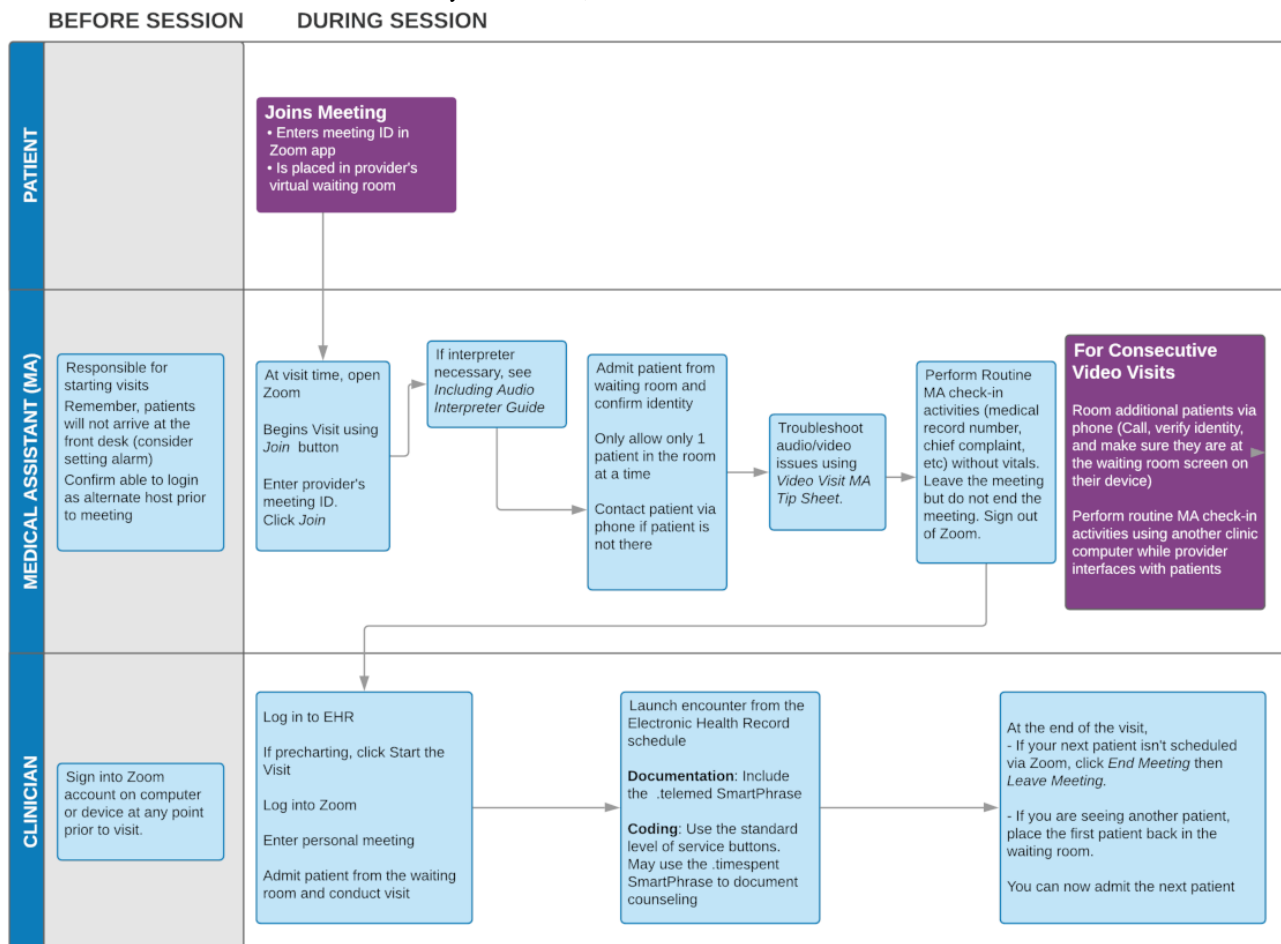 BEFORE SESSION
DURING SESSION
PATIENT
Joins Meeting
• Enters meeting ID in
Zoom app
• Is placed in provider's
virtual waiting room
MEDICAL ASSISTANT (MA)
Responsible for
starting visits
Remember, patients
will not arrive at the
front desk (consider
setting alarm)
Confirm able to login
as alternate host prior
to meeting
At visit time, open
Zoom
Begins Visit using
Join button
Enter provider's
meeting ID.
Click Join
If interpreter
necessary, see
Including Audio
Interpreter Guide
Admit patient from
waiting room and
confirm identity
Only allow only 1
patient in the room
at a time
Contact patient via
phone if patient is
not there
Troubleshoot
audio/video
issues using
Video Visit MA
Tip Sheet.
Perform Routine
MA check-in
activities (medical
record number,
chief complaint,
etc) without vitals.
Leave the meeting
but do not end the
meeting. Sign out
of Zoom.
For Consecutive
Video Visits
Room additional patients via
phone (Call, verify identity,
and make sure they are at
the waiting room screen on
their device)
Perform routine MA check-in
activities using another clinic
computer while provider
interfaces with patients
CLINICIAN
Sign into Zoom
account on computer
or device at any point
prior to visit.
Log in to EHR
If precharting, click Start the
Visit
Log into Zoom
Enter personal meeting
Admit patient from the waiting
room and conduct visit
Launch encounter from the
Electronic Health Record
schedule
Documentation: Include
the .telemed SmartPhrase
Coding: Use the standard
level of service buttons.
May use the .timespent
SmartPhrase to document
counseling
At the end of the visit,
- If your next patient isn't scheduled
via Zoom, click End Meeting then
Leave Meeting.
- If you are seeing another patient,
place the first patient back in the
waiting room.
You can now admit the next patient